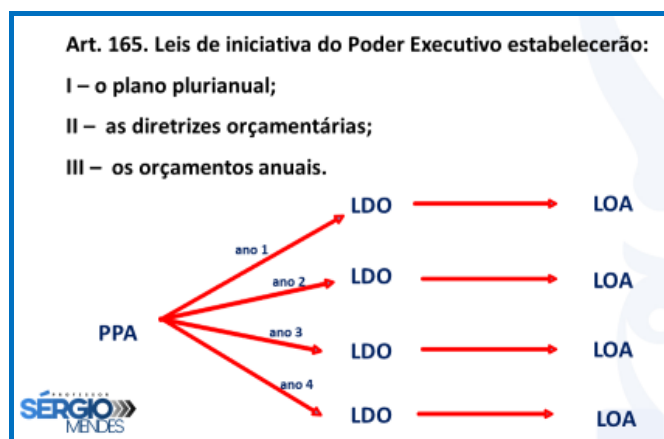 Art. 165. Leis de iniciativa do Poder Executivo estabelecerão:
I – o plano plurianual;
II – as diretrizes orçamentárias;
III – os orçamentos anuais.
LDO LOA
ano 1
ano 2 LDO LOA
PPA
ano 3 LDO LOA
ano 4
LDO LOA
PROFESSOR
SÉRGIO
MENDES